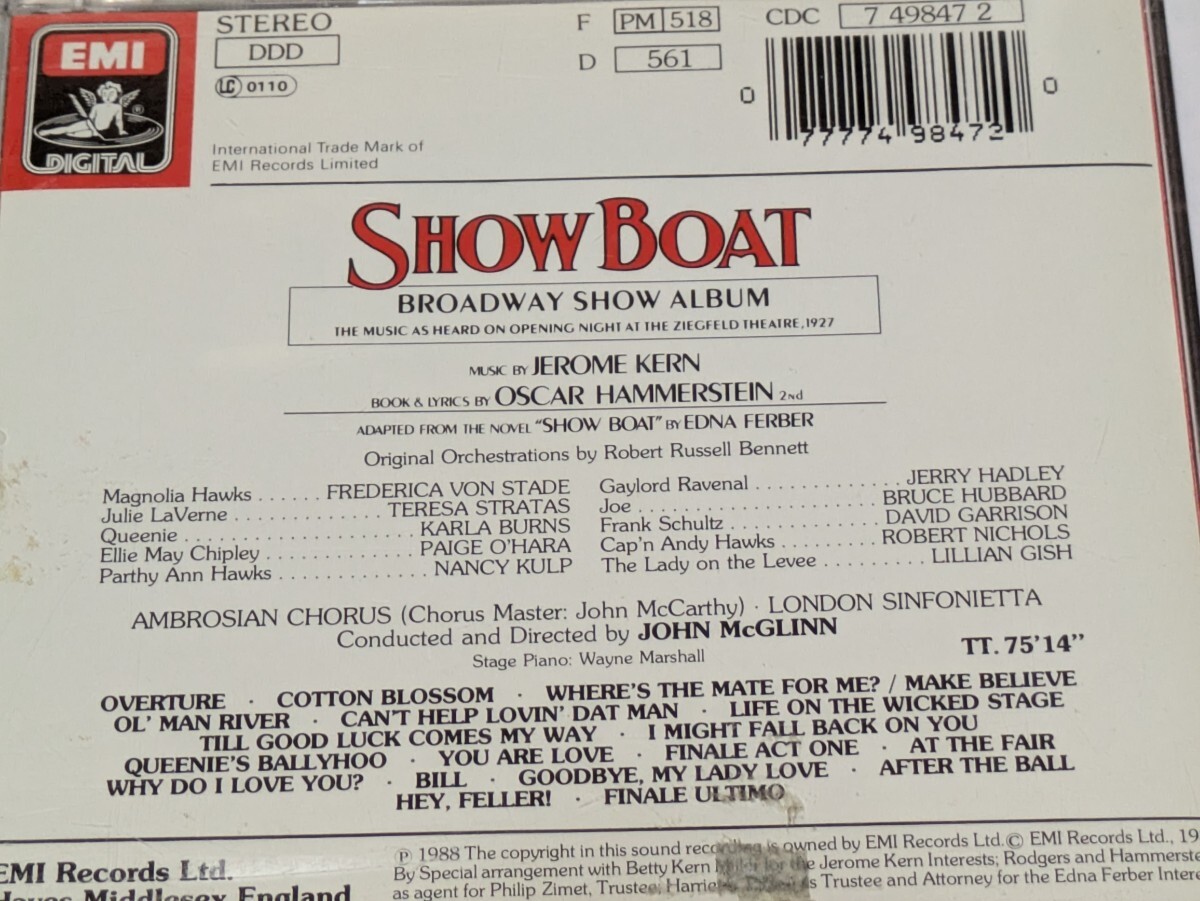 EMI
DIGITAL
®
STEREO
DDD
LC 0110
F PM 518
D 561
CDC 7 49847 2
0 77774 98472 0
International Trade Mark of
EMI Records Limited
SHOW BOAT
BROADWAY SHOW ALBUM
THE MUSIC AS HEARD ON OPENING NIGHT AT THE ZIEGFELD THEATRE, 1927
MUSIC BY JEROME KERN
BOOK & LYRICS BY OSCAR HAMMERSTEIN 2nd
ADAPTED FROM THE NOVEL "SHOW BOAT" BY EDNA FERBER
Original Orchestrations by Robert Russell Bennett
Magnolia Hawks ...... FREDERICA VON STADE
Julie LaVerne ............. TERESA STRATAS
Queenie .................... KARLA BURNS
Ellie May Chipley ............. PAIGE O'HARA
Parthy Ann Hawks ............. NANCY KULP
Gaylord Ravenal ............ JERRY HADLEY
Joe ..................... BRUCE HUBBARD
Frank Schultz ............. DAVID GARRISON
Cap'n Andy Hawks ......... ROBERT NICHOLS
The Lady on the Levee ......... LILLIAN GISH
AMBROSIAN CHORUS (Chorus Master: John McCarthy) · LONDON SINFONIETTA
Conducted and Directed by JOHN McGLINN
Stage Piano: Wayne Marshall
TT. 75'14"
OVERTURE · COTTON BLOSSOM · WHERE'S THE MATE FOR ME? / MAKE BELIEVE
OL' MAN RIVER · CAN'T HELP LOVIN' DAT MAN · LIFE ON THE WICKED STAGE
TILL GOOD LUCK COMES MY WAY · I MIGHT FALL BACK ON YOU
QUEENIE'S BALLYHOO · YOU ARE LOVE · FINALE ACT ONE · AT THE FAIR
WHY DO I LOVE YOU? · BILL · GOODBYE, MY LADY LOVE · AFTER THE BALL
HEY, FELLER! · FINALE ULTIMO
EMI Records Ltd.
Hayes Middlesex England
℗ 1988 The copyright in this sound recording is owned by EMI Records Ltd. © EMI Records Ltd., 19
By Special arrangement with Betty Kern for the Jerome Kern Interests; Rodgers and Hammerste
as agent for Philip Zimet, Trustee; as Trustee and Attorney for the Edna Ferber Intere